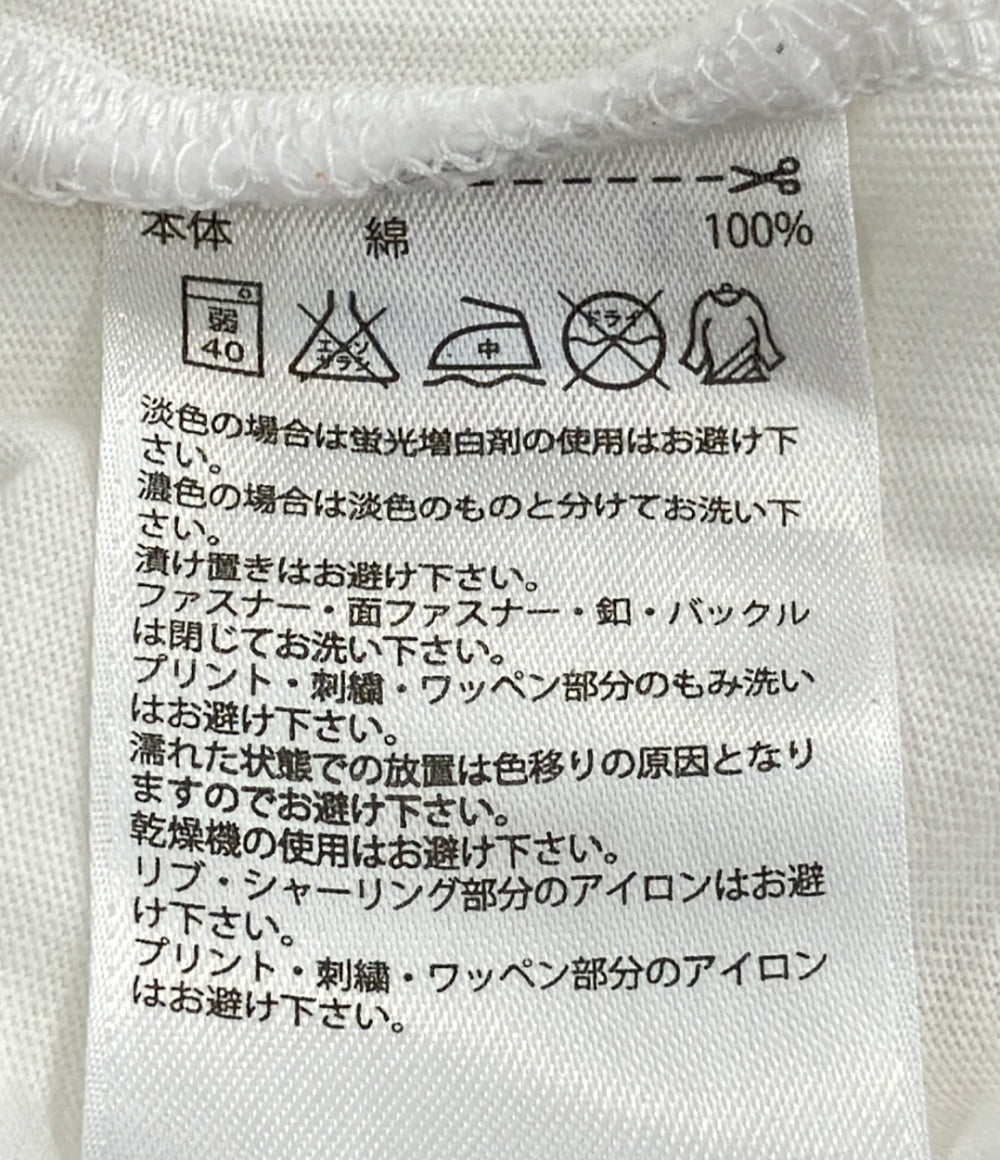 本体 綿 100%
弱
40
エンソ
サラシ
中
ドライ
淡色の場合は蛍光増白剤の使用はお避け下
さい。
濃色の場合は淡色のものと分けてお洗い下
さい。
漬け置きはお避け下さい。
ファスナー・面ファスナー・釦・バックル
は閉じてお洗い下さい。
プリント・刺繍・ワッペン部分のもみ洗い
はお避け下さい。
濡れた状態での放置は色移りの原因となり
ますのでお避け下さい。
乾燥機の使用はお避け下さい。
リブ・シャーリング部分のアイロンはお避
け下さい。
プリント・刺繍・ワッペン部分のアイロン
はお避け下さい。